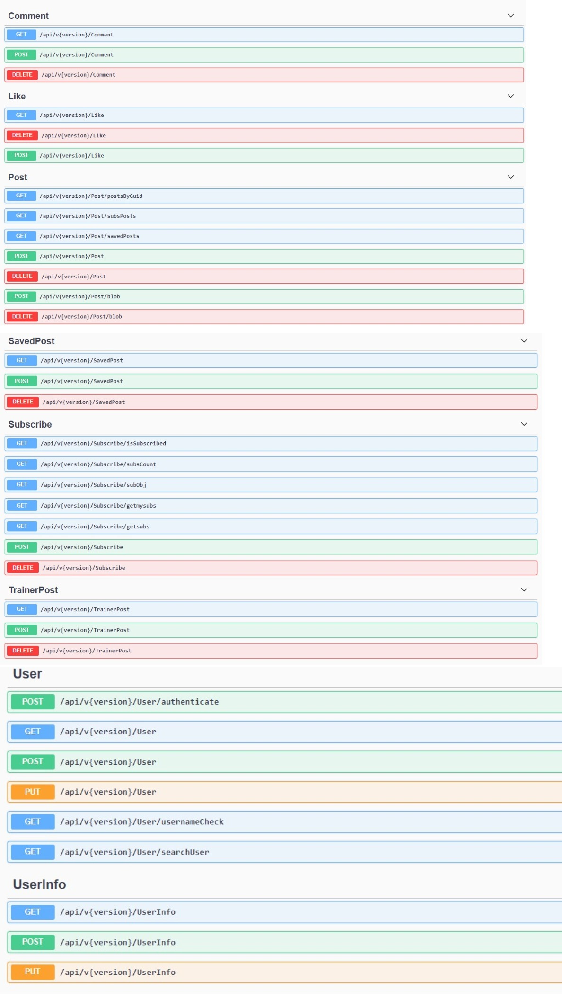 Comment
GET /api/v{version}/Comment
POST /api/v{version}/Comment
DELETE /api/v{version}/Comment
Like
GET /api/v{version}/Like
DELETE /api/v{version}/Like
POST /api/v{version}/Like
Post
GET /api/v{version}/Post/postsByGuid
GET /api/v{version}/Post/subsPosts
GET /api/v{version}/Post/savedPosts
POST /api/v{version}/Post
DELETE /api/v{version}/Post
POST /api/v{version}/Post/blob
DELETE /api/v{version}/Post/blob
SavedPost
GET /api/v{version}/SavedPost
POST /api/v{version}/SavedPost
DELETE /api/v{version}/SavedPost
Subscribe
GET /api/v{version}/Subscribe/isSubscribed
GET /api/v{version}/Subscribe/subsCount
GET /api/v{version}/Subscribe/subObj
GET /api/v{version}/Subscribe/getmysubs
GET /api/v{version}/Subscribe/getsubs
POST /api/v{version}/Subscribe
DELETE /api/v{version}/Subscribe
TrainerPost
GET /api/v{version}/TrainerPost
POST /api/v{version}/TrainerPost
DELETE /api/v{version}/TrainerPost
User
POST /api/v{version}/User/authenticate
GET /api/v{version}/User
POST /api/v{version}/User
PUT /api/v{version}/User
GET /api/v{version}/User/usernameCheck
GET /api/v{version}/User/searchUser
UserInfo
GET /api/v{version}/UserInfo
POST /api/v{version}/UserInfo
PUT /api/v{version}/UserInfo